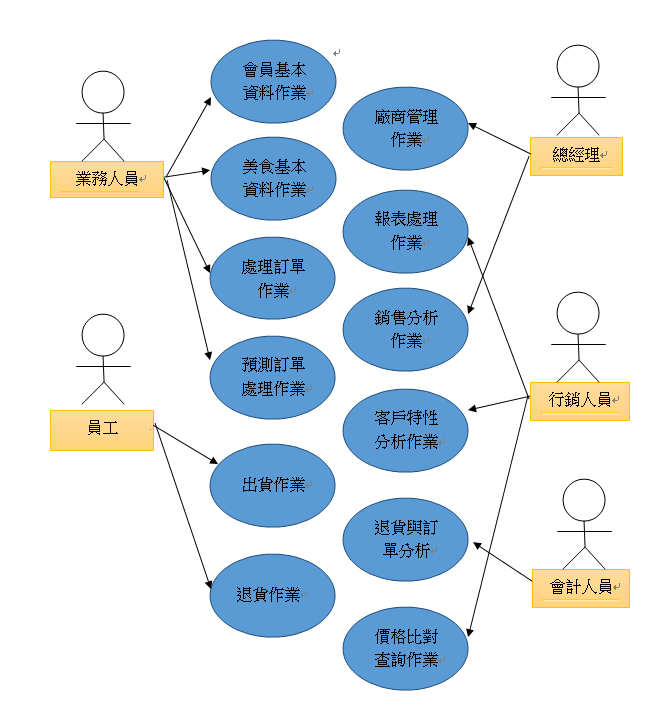 會員基本
資料作業
美食基本
資料作業
處理訂單
作業
預測訂單
處理作業
出貨作業
退貨作業
廠商管理
作業
報表處理
作業
銷售分析
作業
客戶特性
分析作業
退貨與訂
單分析
價格比對
查詢作業
業務人員
員工
總經理
行銷人員
會計人員